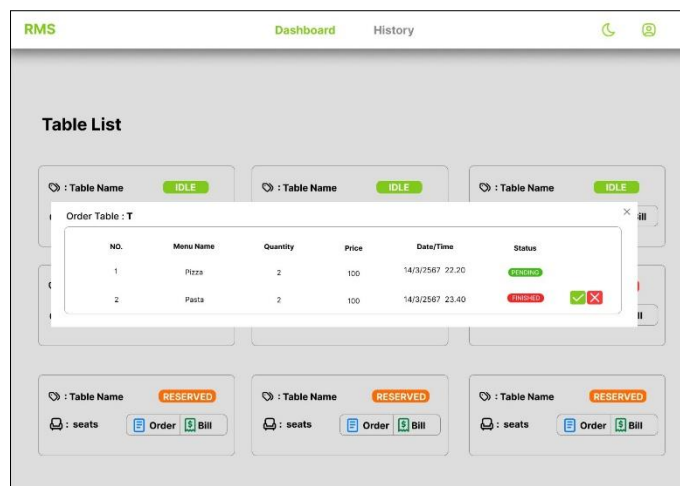 RMS Dashboard History
Table List
: Table Name IDLE : Table Name IDLE : Table Name IDLE
ill
Order Table : T
NO. Menu Name Quantity Price Date/Time Status
1 Pizza 2 100 14/3/2567 22.20 PENDING
2 Pasta 2 100 14/3/2567 23.40 FINISHED
ill
: Table Name RESERVED : Table Name RESERVED : Table Name RESERVED
: seats Order Bill : seats Order Bill : seats Order Bill